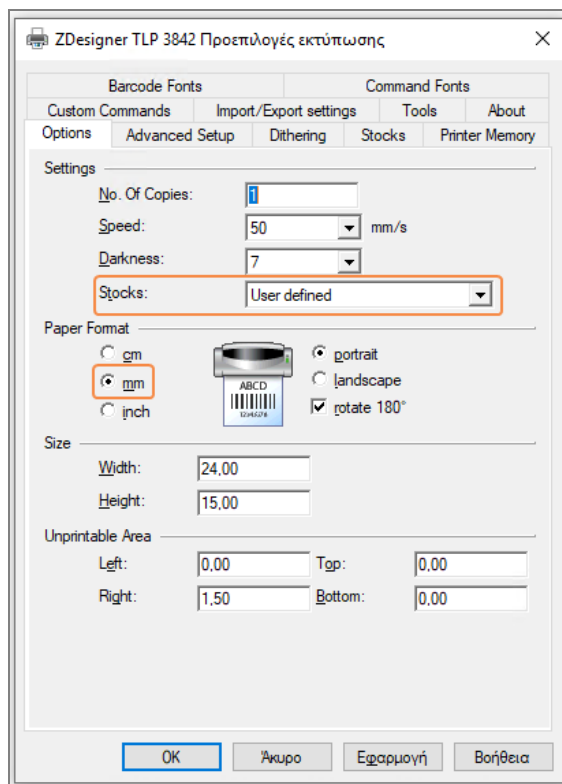 ZDesigner TLP 3842 Προεπιλογές εκτύπωσης
Barcode Fonts Command Fonts
Custom Commands Import/Export settings Tools About
Options Advanced Setup Dithering Stocks Printer Memory
Settings
No. Of Copies: 1
Speed: 50 mm/s
Darkness: 7
Stocks: User defined
Paper Format
cm portrait
mm landscape
inch rotate 180°
ABCD
12345678
Size
Width: 24,00
Height: 15,00
Unprintable Area
Left: 0,00 Top: 0,00
Right: 1,50 Bottom: 0,00
OK Άκυρο Εφαρμογή Βοήθεια